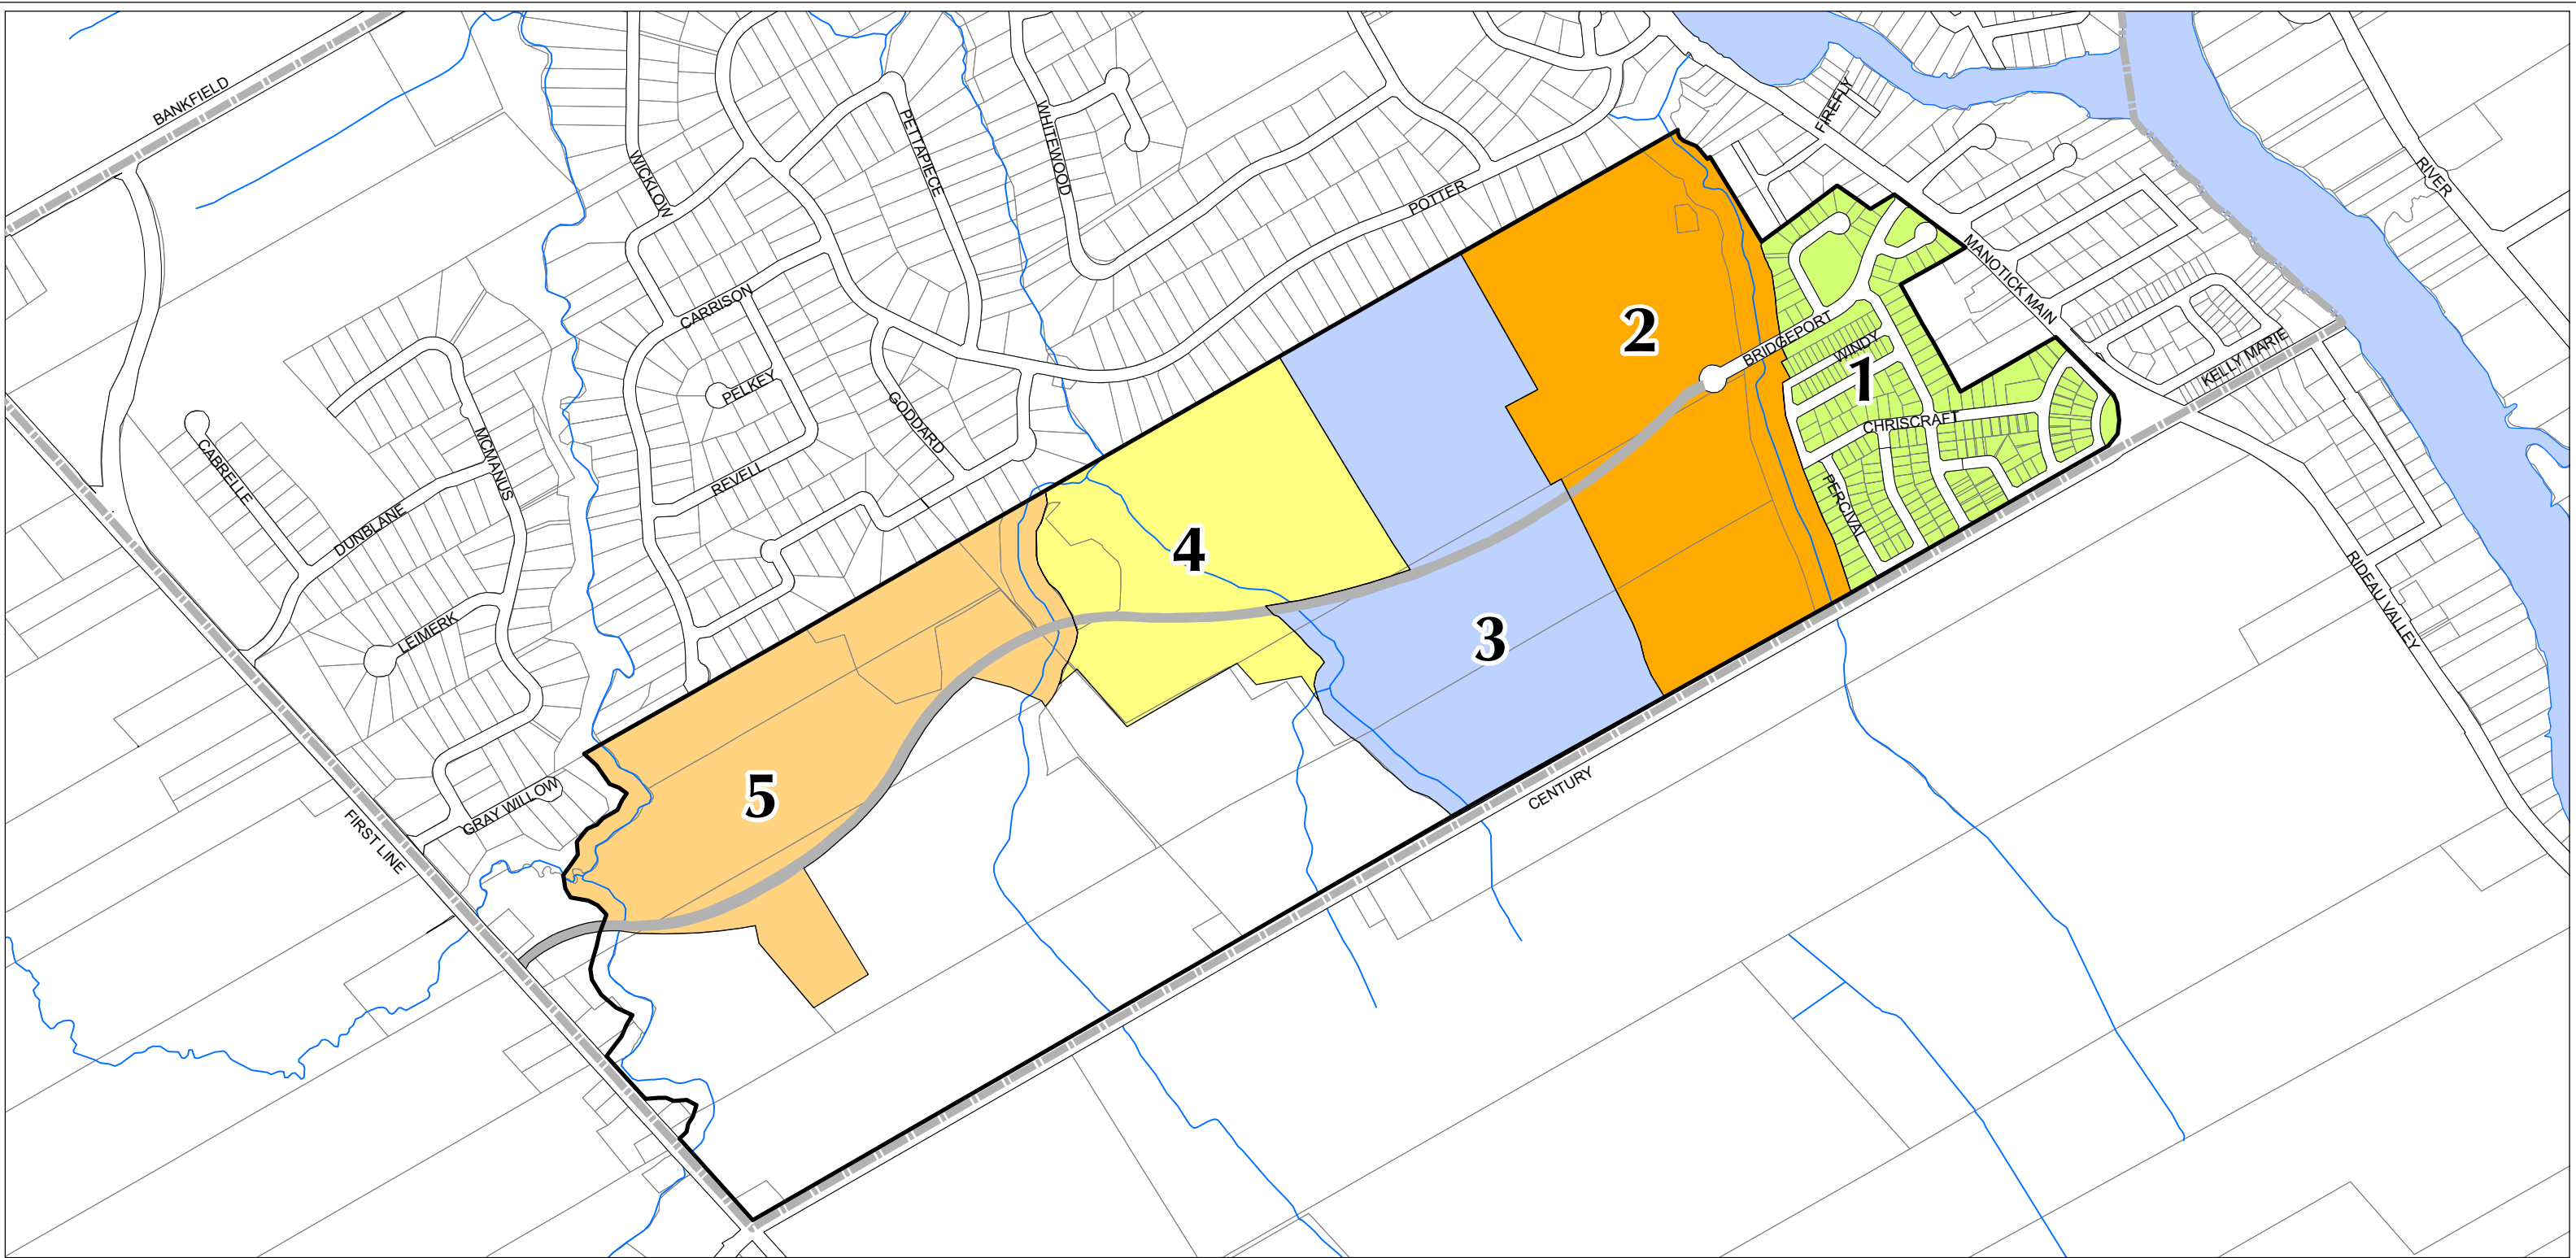 BANKFIELD
FIREFLY
WICKLOW
PETTAPIECE
WHITEWOOD
POTTER
RIVER
MANOTICK MAIN
CARRISON
2
BRIDGEPORT
WINDY
1
KELLY MARIE
PELKEY
GODDARD
CHRISCRAFT
CABRELLE
MCMANUS
REVELL
PERCIVAL
DUNBLANE
4
RIDEAU VALLEY
LEIMERK
3
5
CENTURY
GRAY WILLOW
FIRST LINE